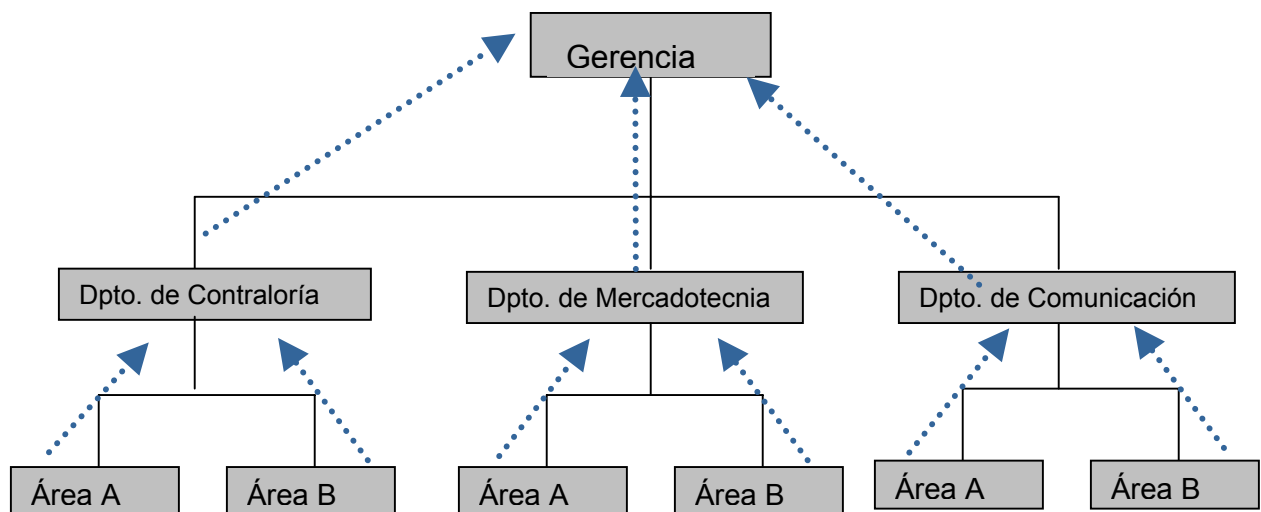 Gerencia
Dpto. de Contraloría
Dpto. de Mercadotecnia
Dpto. de Comunicación
Área A
Área B
Área A
Área B
Área A
Área B